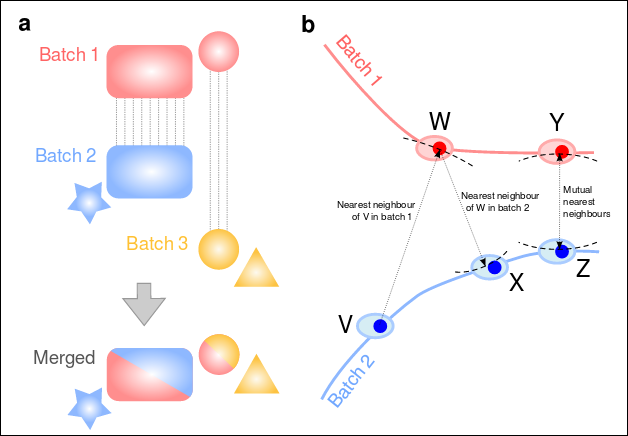 a
Batch 1
Batch 2
Batch 3
Merged
b
Batch 1
W
Y
Nearest neighbour
of V in batch 1
Nearest neighbour
of W in batch 2
Mutual
nearest
neighbours
V
X
Z
Batch 2